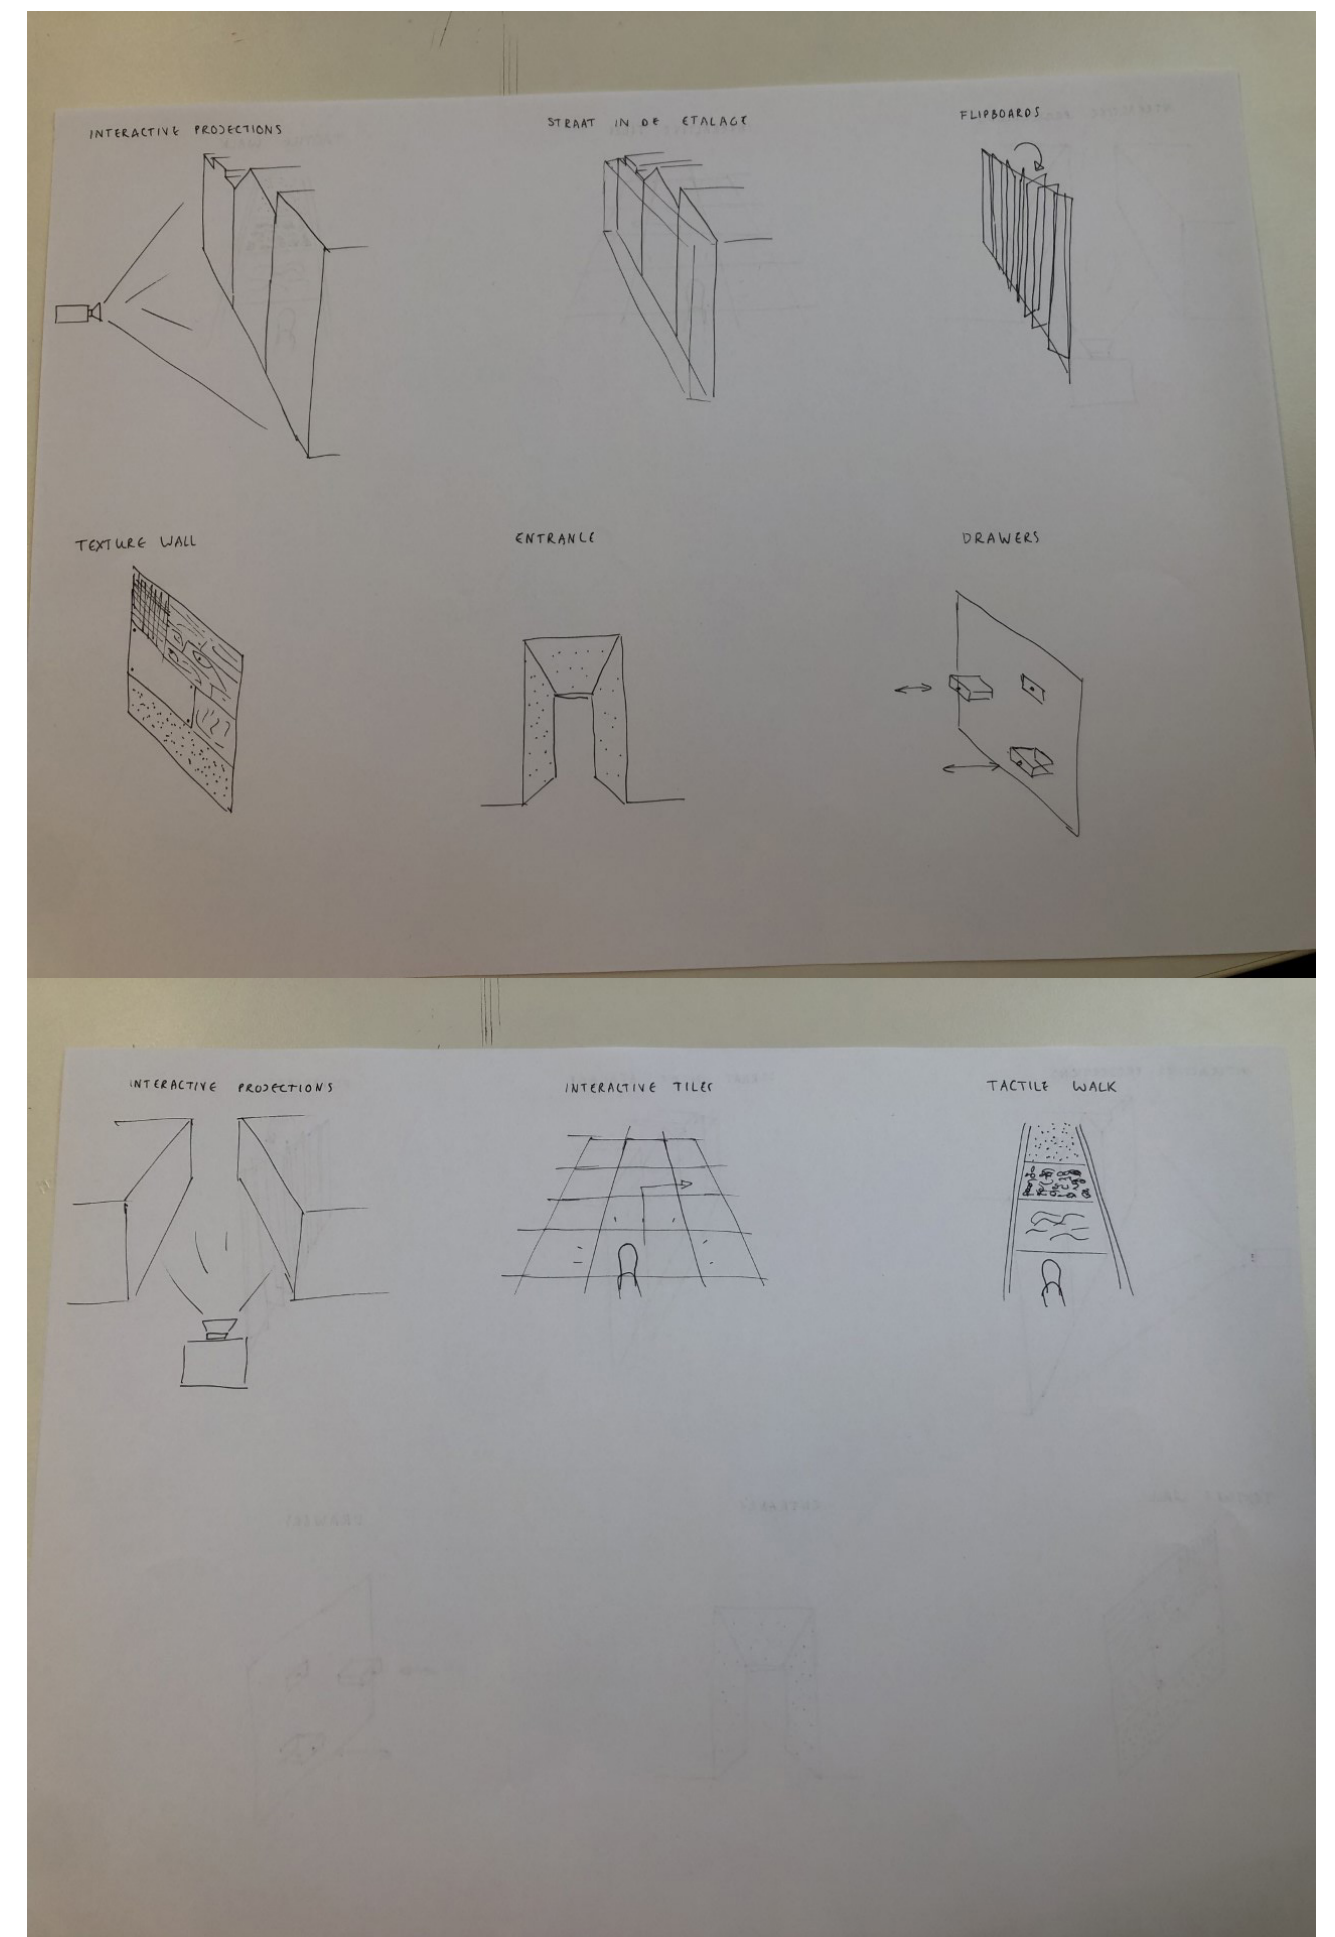 INTERACTIVE PROJECTIONS
STRAAT IN DE ETALAGE
FLIPBOARDS
TEXTURE WALL
ENTRANCE
DRAWERS
INTERACTIVE PROJECTIONS
INTERACTIVE TILES
TACTILE WALK